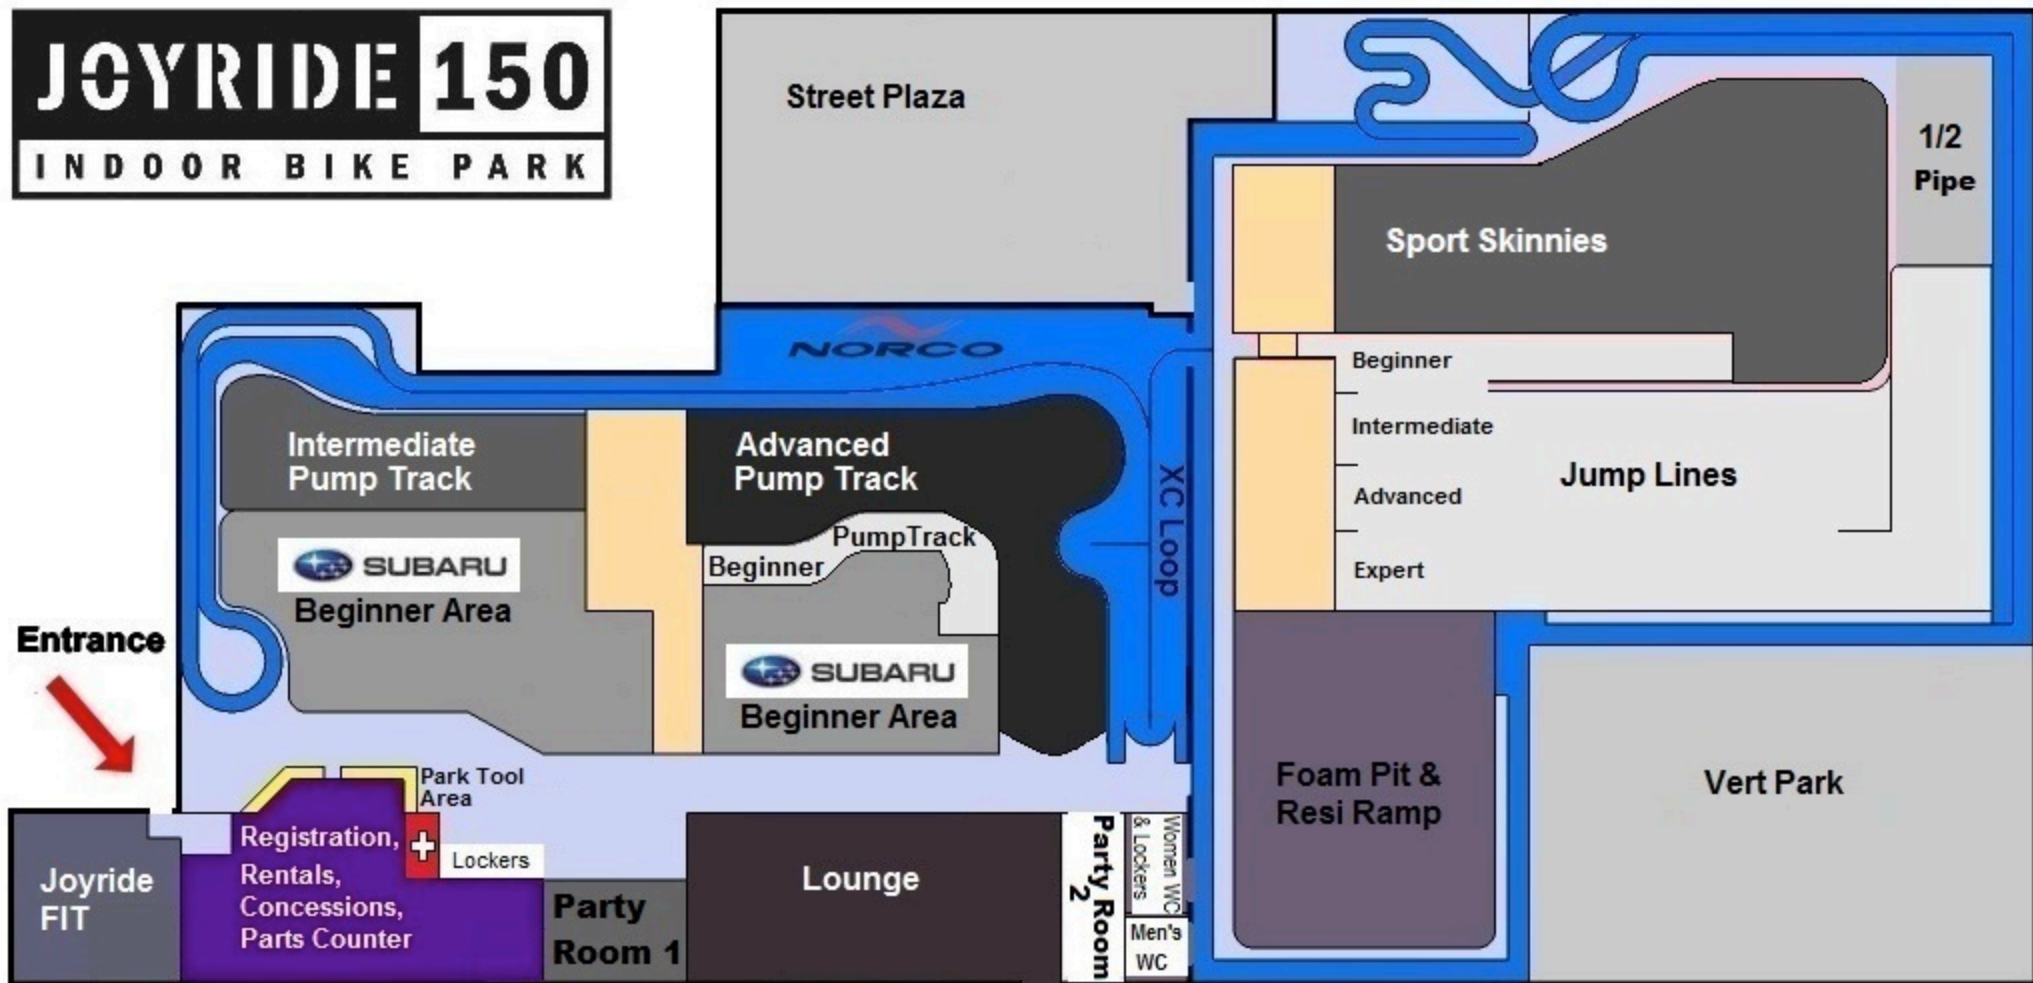 JOYRIDE 150
INDOOR BIKE PARK
Street Plaza
1/2
Pipe
Sport Skinnies
NORCO
Beginner
Intermediate
Advanced
Expert
Jump Lines
Intermediate
Pump Track
Advanced
Pump Track
PumpTrack
Beginner
XC Loop
SUBARU
Beginner Area
SUBARU
Beginner Area
Entrance
Park Tool
Area
Foam Pit &
Resi Ramp
Vert Park
Joyride
FIT
Registration,
Rentals,
Concessions,
Parts Counter
Lockers
Party
Room 1
Lounge
Party Room
2
Women WC
& Lockers
Men's
WC